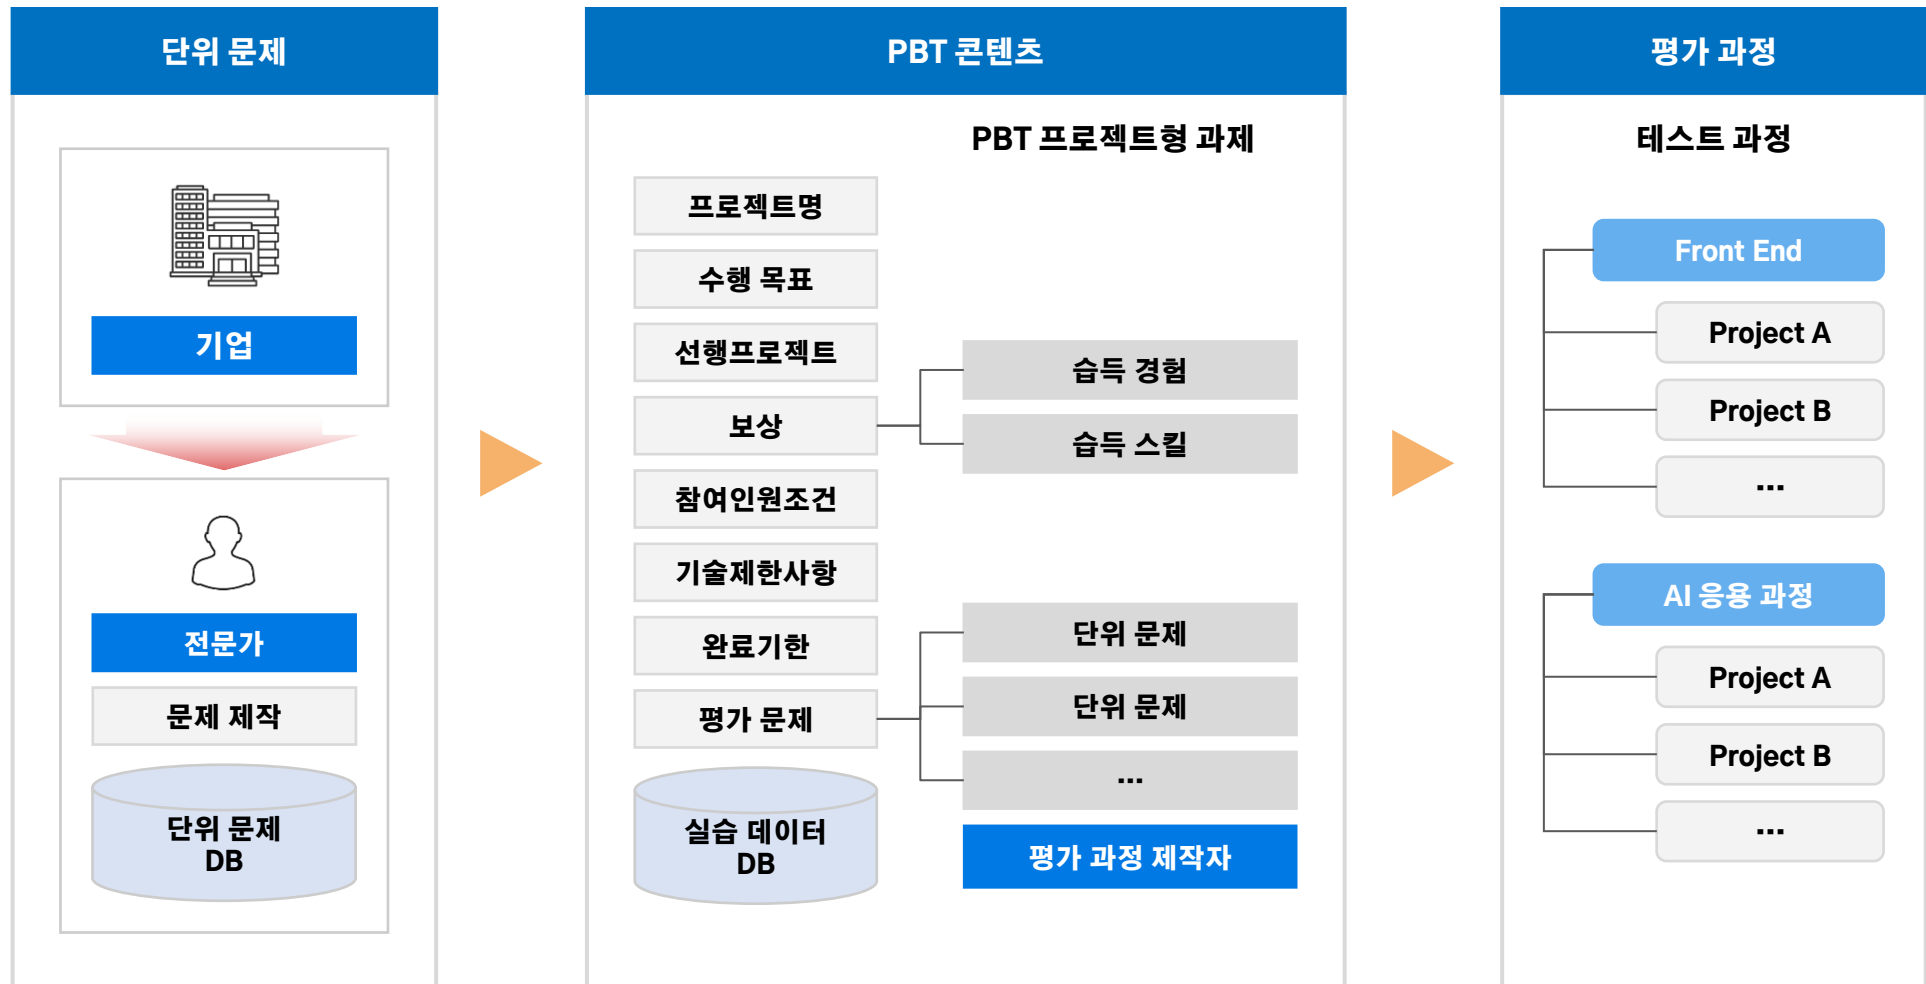 단위 문제
기업
전문가
문제 제작
단위 문제
DB
PBT 콘텐츠
PBT 프로젝트형 과제
프로젝트명
수행 목표
선행프로젝트
보상
습득 경험
습득 스킬
참여인원조건
기술제한사항
완료기한
평가 문제
단위 문제
단위 문제
...
실습 데이터
DB
평가 과정 제작자
평가 과정
테스트 과정
Front End
Project A
Project B
...
AI 응용 과정
Project A
Project B
...